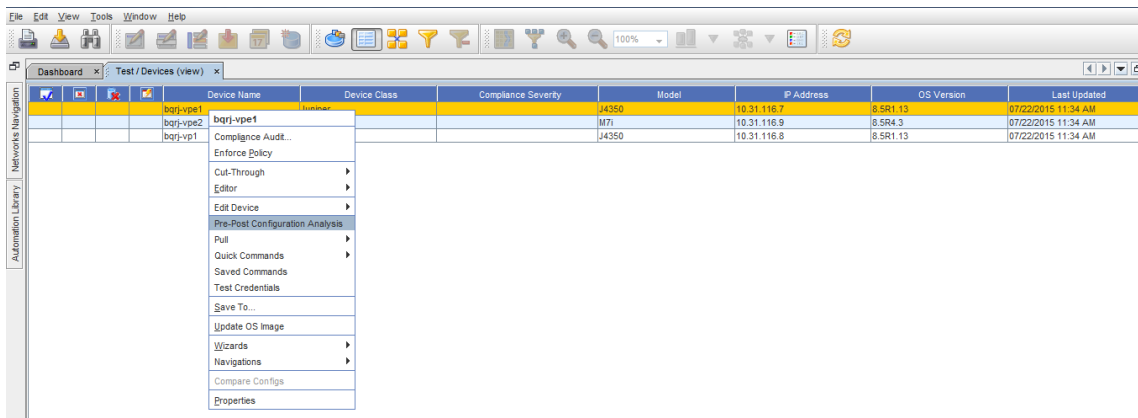 File Edit View Tools Window Help
17 100%
Dashboard × Test / Devices (view) ×
Networks Navigation
Automation Library
Device Name Device Class Compliance Severity Model IP Address OS Version Last Updated
bqrj-vpe1 Juniper J4350 10.31.116.7 8.5R1.13 07/22/2015 11:34 AM
bqrj-vpe2 M7i 10.31.116.9 8.5R4.3 07/22/2015 11:34 AM
bqrj-vp1 J4350 10.31.116.8 8.5R1.13 07/22/2015 11:34 AM
bqrj-vpe1
Compliance Audit...
Enforce Policy
Cut-Through
Editor
Edit Device
Pre-Post Configuration Analysis
Pull
Quick Commands
Saved Commands
Test Credentials
Save To...
Update OS Image
Wizards
Navigations
Compare Configs
Properties